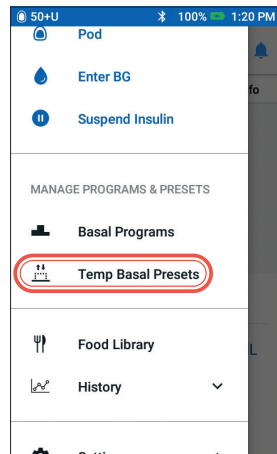 50+U 100% 1:20 PM
Pod
Enter BG
fo
Suspend Insulin
MANAGE PROGRAMS & PRESETS
Basal Programs
Temp Basal Presets
Food Library
L
History